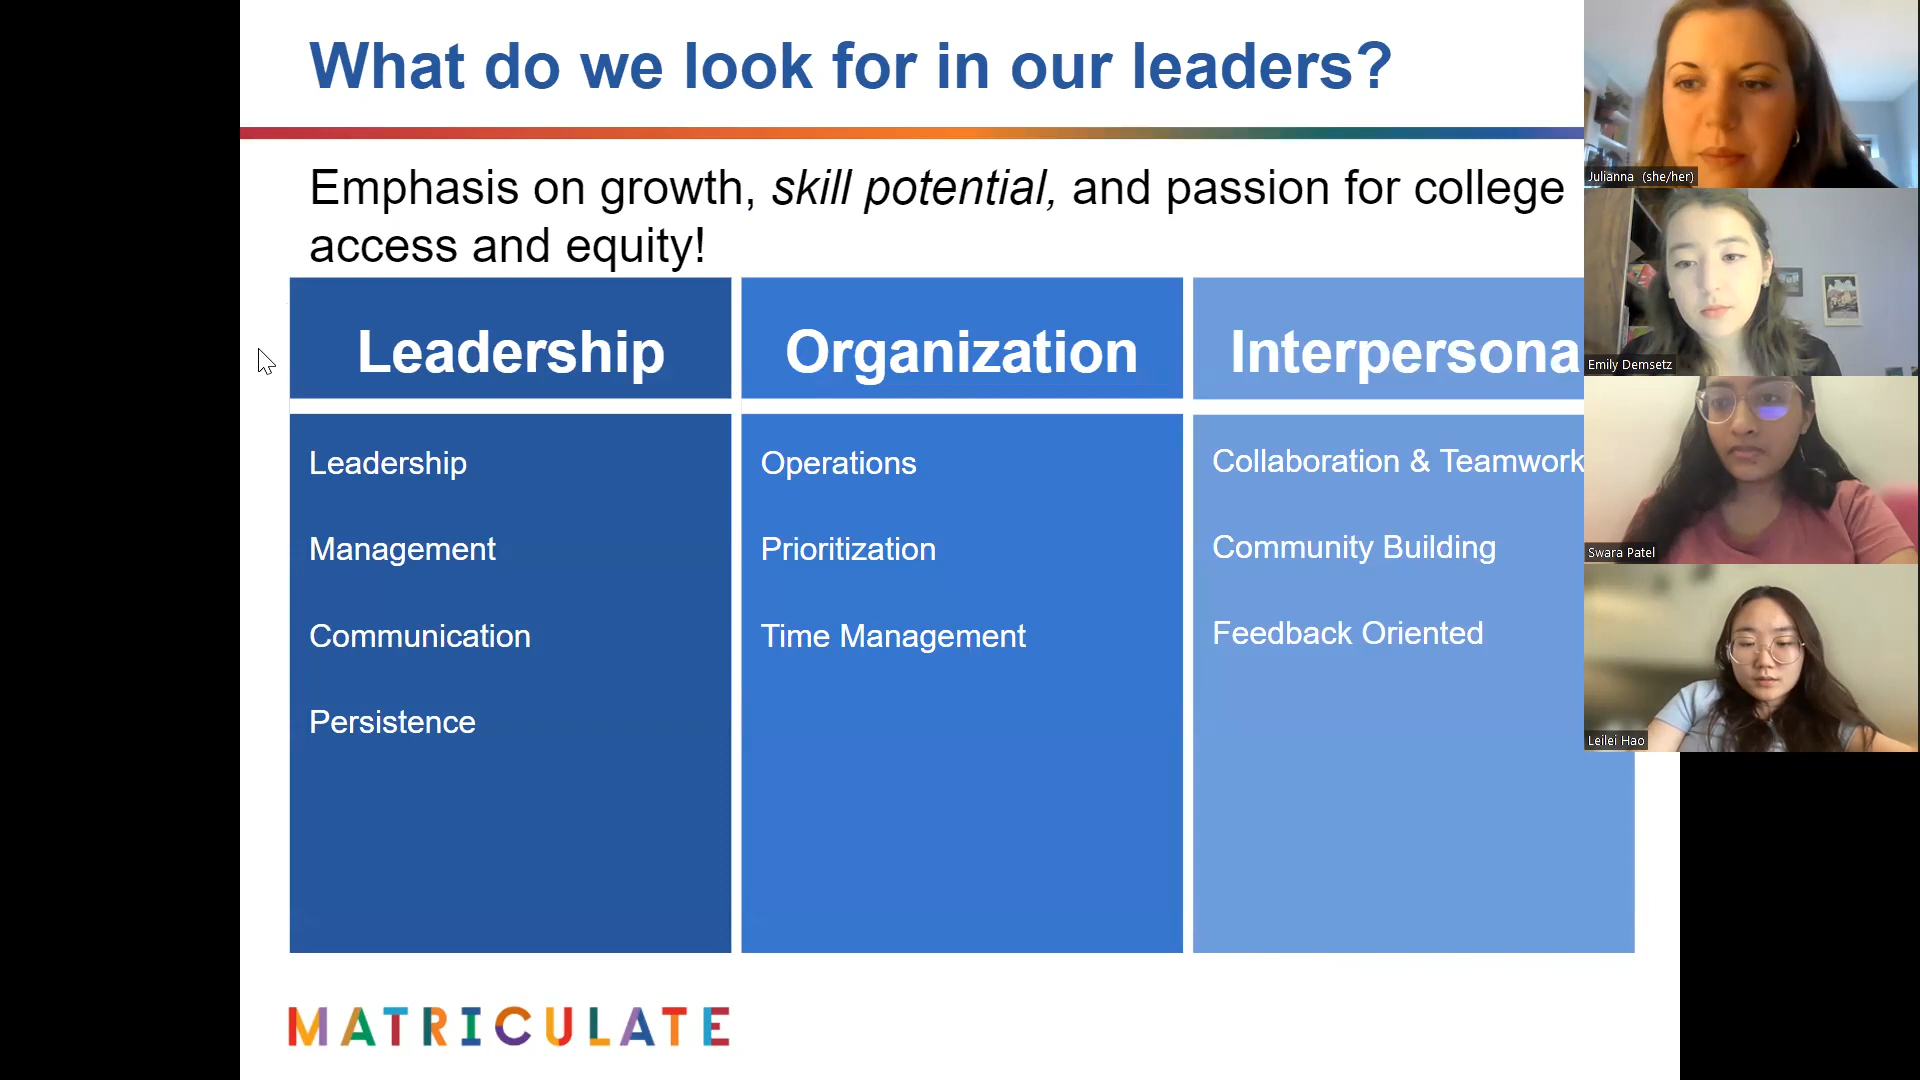 What do we look for in our leaders?
Emphasis on growth, skill potential, and passion for college
access and equity!
Leadership
Organization
Interpersona
Leadership
Management
Communication
Persistence
Operations
Prioritization
Time Management
Collaboration & Teamwork
Community Building
Feedback Oriented
MATRICULATE
Julianna (she/her)
Emily Demsetz
Swara Patel
Leilei Hao